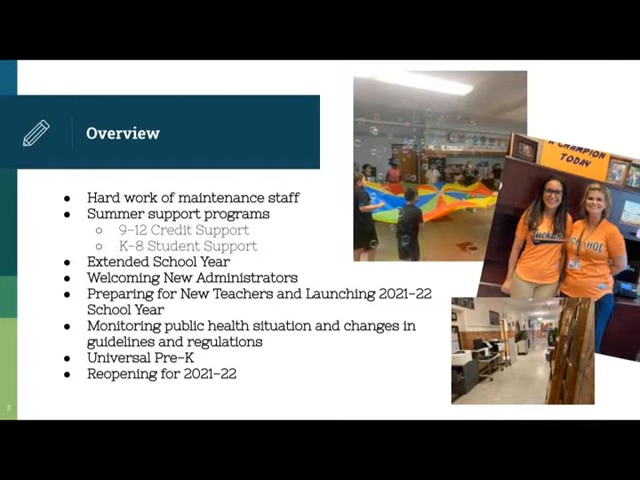 Overview
Hard work of maintenance staff
Summer support programs
9-12 Credit Support
K-8 Student Support
Extended School Year
Welcoming New Administrators
Preparing for New Teachers and Launching 2021-22
School Year
Monitoring public health situation and changes in
guidelines and regulations
Universal Pre-K
Reopening for 2021-22
A CHAMPION
TODAY